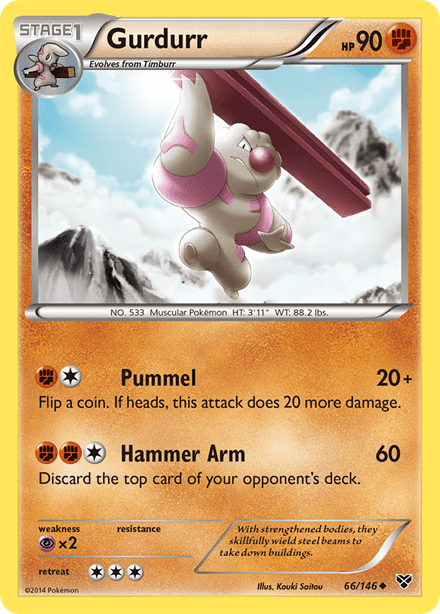 STAGE1 Gurdurr HP 90
Evolves from Timburr
NO. 533 Muscular Pokémon HT: 3'11" WT: 88.2 lbs.
Pummel 20+
Flip a coin. If heads, this attack does 20 more damage.
Hammer Arm 60
Discard the top card of your opponent's deck.
weakness resistance
×2
retreat
With strengthened bodies, they
skillfully wield steel beams to
take down buildings.
©2014 Pokémon Illus. Kouki Saitou 66/146 XY